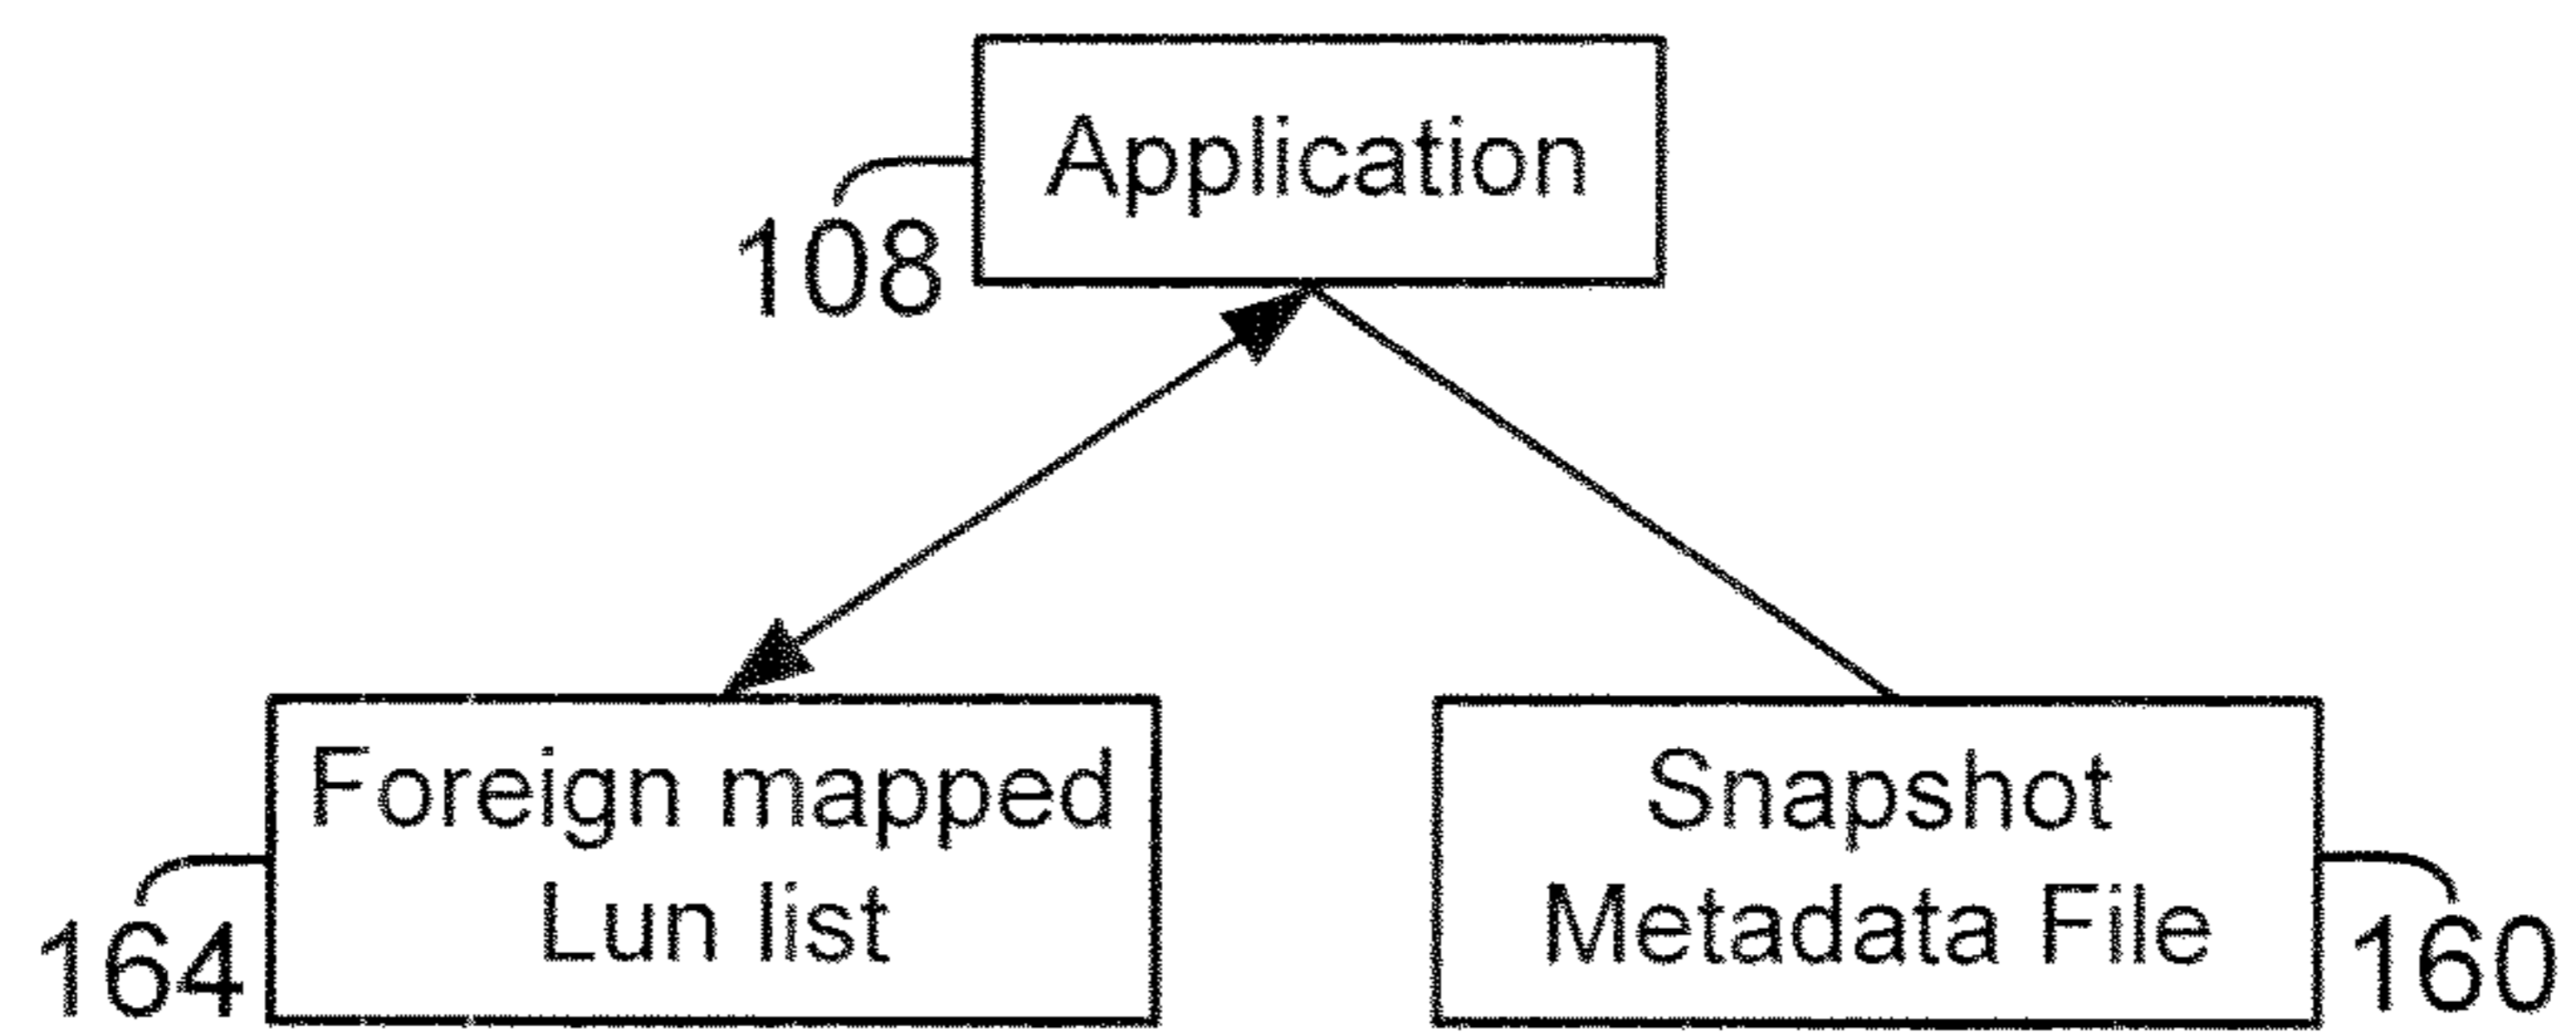 Application
108
Foreign mapped
Lun list
164
Snapshot
Metadata File
160